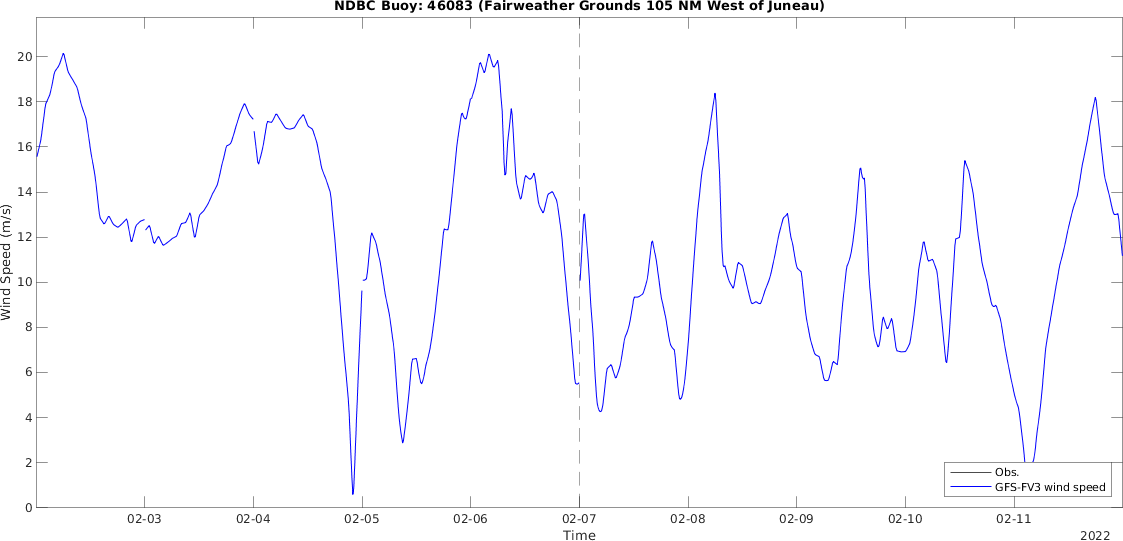 NDBC Buoy: 46083 (Fairweather Grounds 105 NM West of Juneau)
20
18
16
14
12
10
8
6
4
2
0
Wind Speed (m/s)
Obs.
GFS-FV3 wind speed
02-03 02-04 02-05 02-06 02-07 02-08 02-09 02-10 02-11
Time
2022